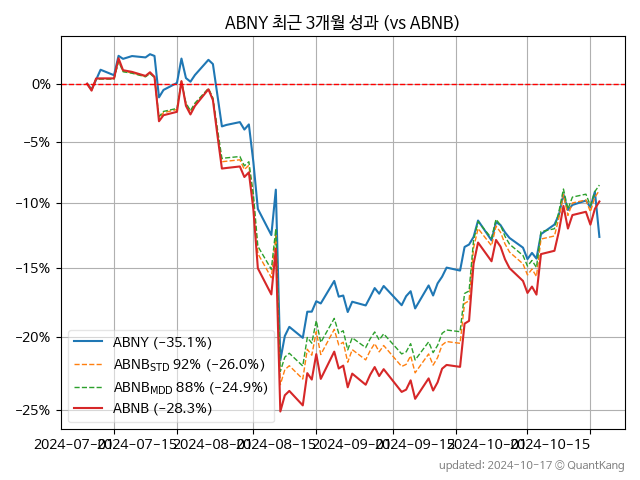 ABNY 최근 3개월 성과 (vs ABNB)
0%
−5%
−10%
−15%
−20%
−25%
ABNY (−35.1%)
ABNB_STD 92% (−26.0%)
ABNB_MDD 88% (−24.9%)
ABNB (−28.3%)
2024-07-01 2024-07-15 2024-08-01 2024-08-15 2024-09-01 2024-09-15 2024-10-01 2024-10-15
updated: 2024-10-17 © QuantKang